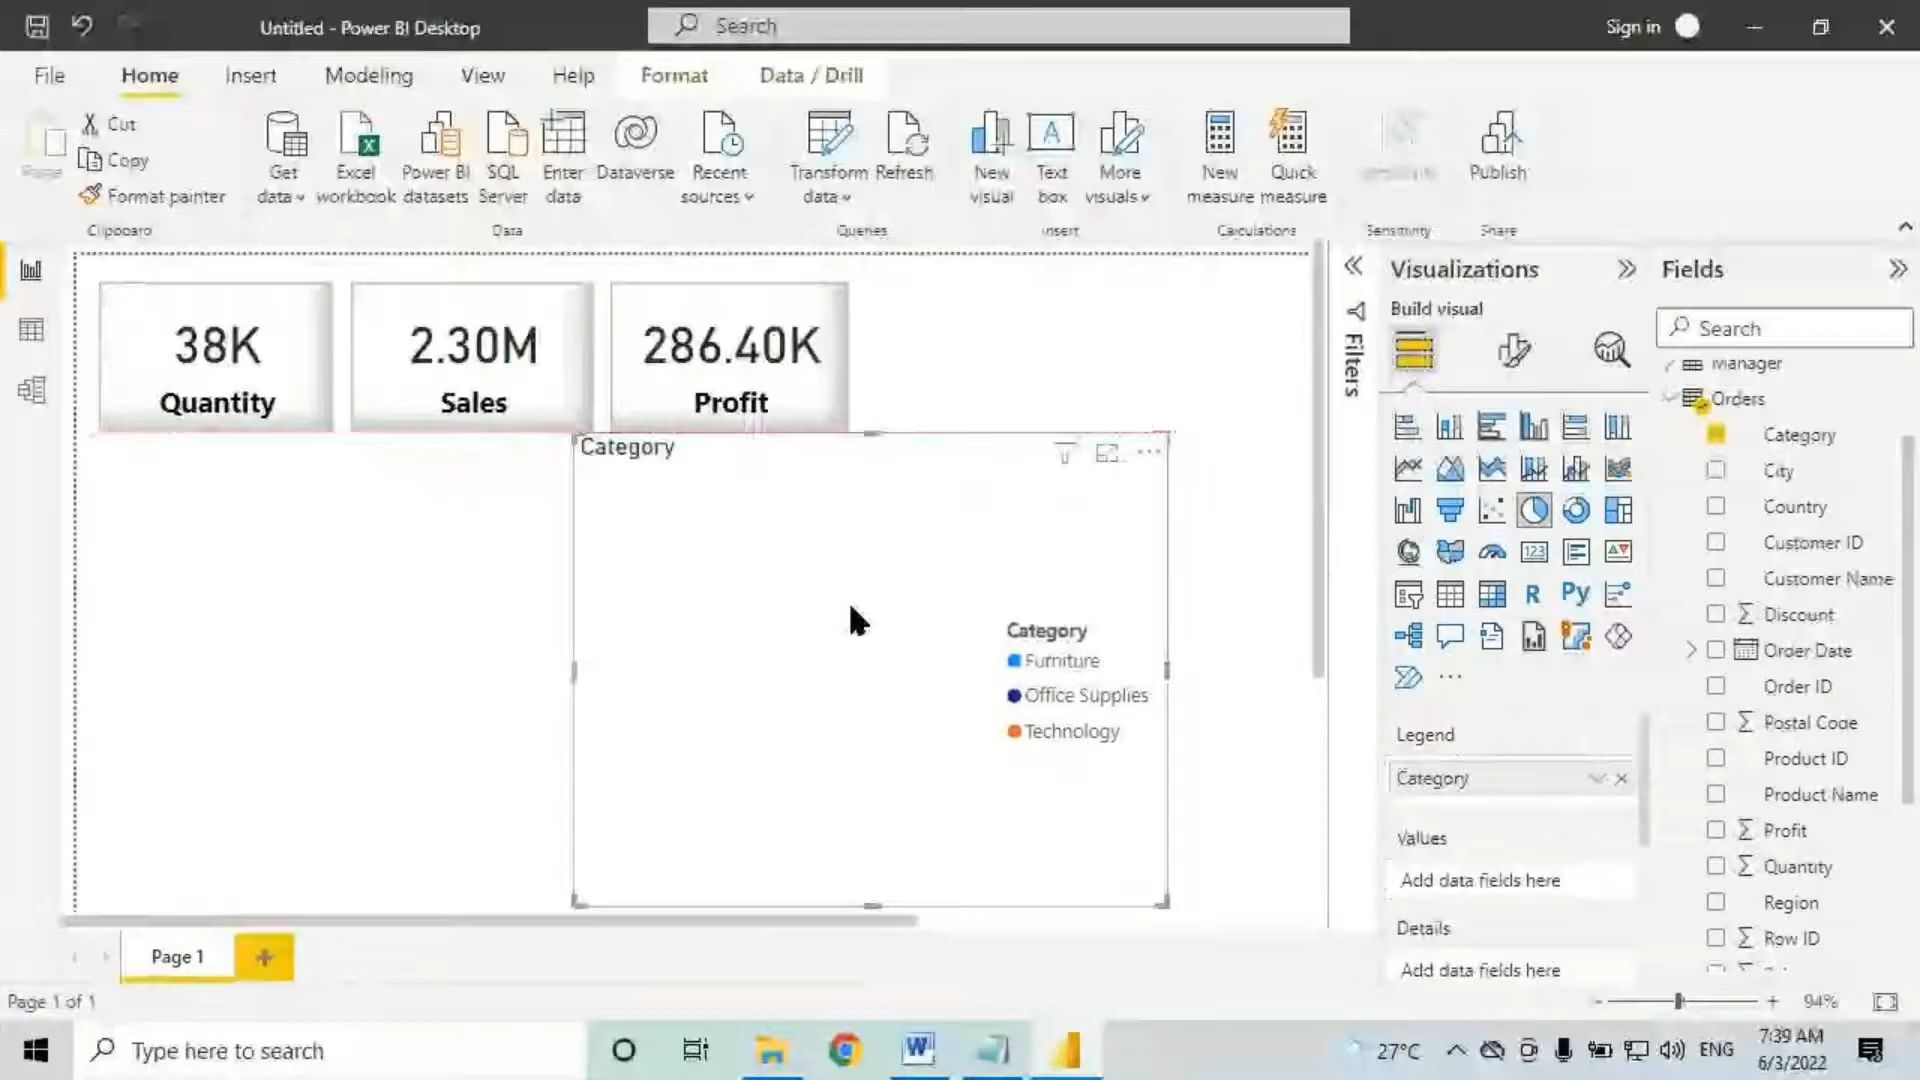 Untitled - Power BI Desktop
Search
Sign in
File
Home
Insert
Modeling
View
Help
Format
Data / Drill
Cut
Copy
Format painter
Clipboard
Get data
Excel workbook
Power BI datasets
SQL Server
Enter data
Dataverse
Recent sources
Data
Transform data
Refresh
Queries
New visual
Text box
More visuals
Insert
New measure
Quick measure
Calculations
Sensitivity
Publish
Share
38K
Quantity
2.30M
Sales
286.40K
Profit
Category
Category
Furniture
Office Supplies
Technology
Filters
Visualizations
Build visual
R
Py
123
Legend
Category
Values
Add data fields here
Details
Add data fields here
Fields
Search
Manager
Orders
Category
City
Country
Customer ID
Customer Name
Discount
Order Date
Order ID
Postal Code
Product ID
Product Name
Profit
Quantity
Region
Row ID
Page 1
Page 1 of 1
94%
Type here to search
27°C
ENG
7:39 AM
6/3/2022